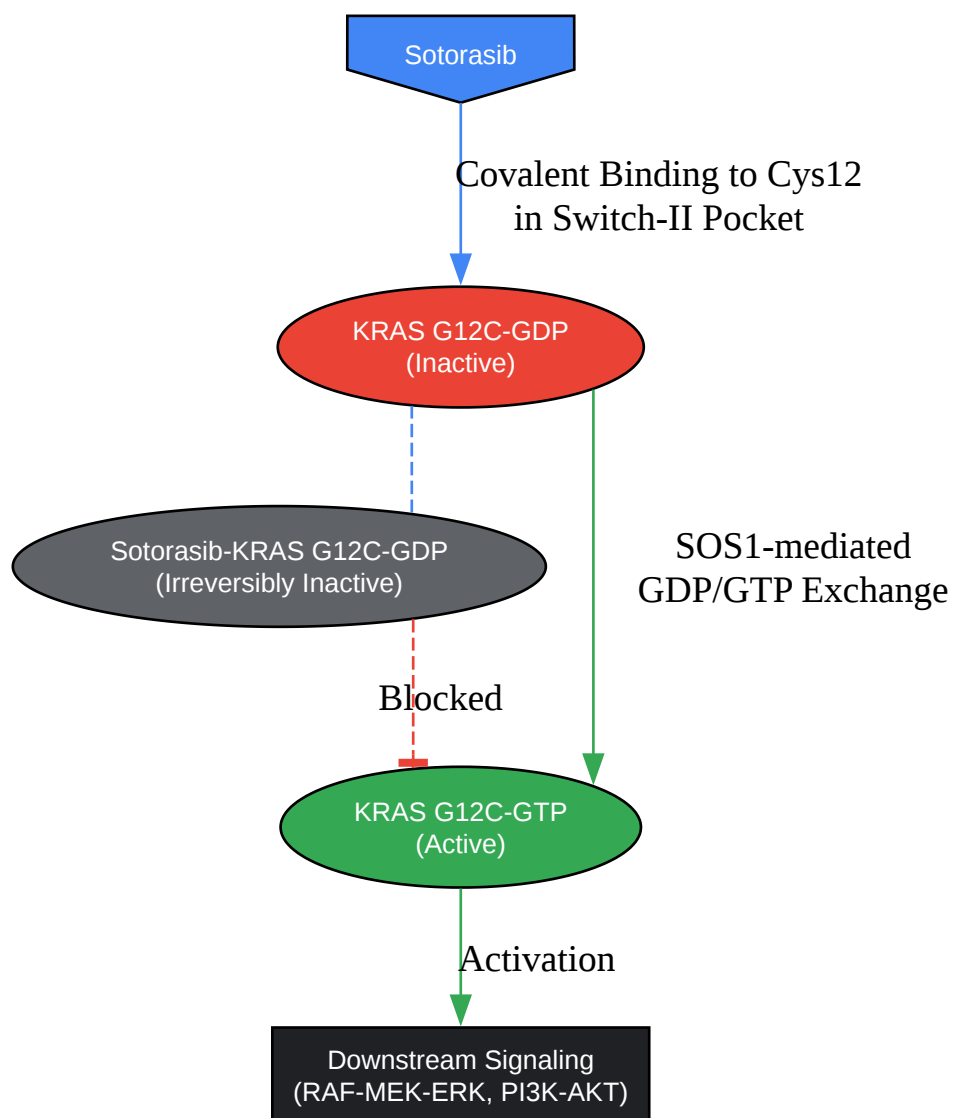 Sotorasib
Covalent Binding to Cys12
in Switch-II Pocket
KRAS G12C-GDP
(Inactive)
Sotorasib-KRAS G12C-GDP
(Irreversibly Inactive)
SOS1-mediated
GDP/GTP Exchange
Blocked
KRAS G12C-GTP
(Active)
Activation
Downstream Signaling
(RAF-MEK-ERK, PI3K-AKT)